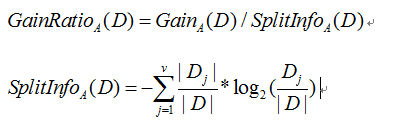 GainRatio_A(D) = Gain_A(D) / SplitInfo_A(D)
SplitInfo_A(D) = -∑_{j=1}^{v} |D_j| / |D| * log_2(D_j / |D|)